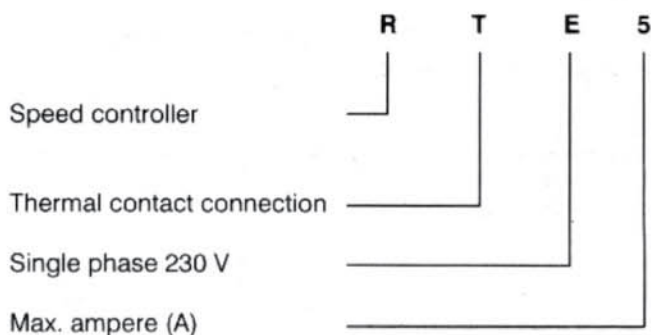 R T E 5
Speed controller
Thermal contact connection
Single phase 230 V
Max. ampere (A)